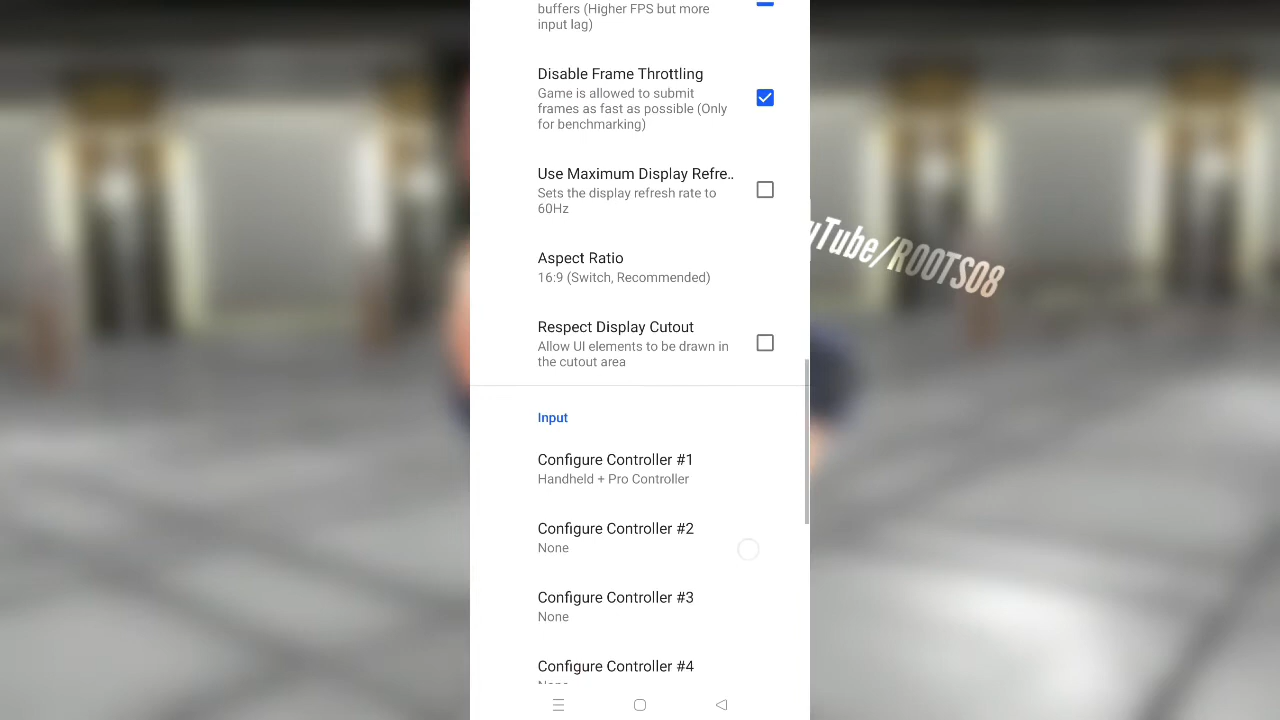 buffers (Higher FPS but more
input lag)
Disable Frame Throttling
Game is allowed to submit
frames as fast as possible (Only
for benchmarking)
Use Maximum Display Refre..
Sets the display refresh rate to
60Hz
Aspect Ratio
16:9 (Switch, Recommended)
Respect Display Cutout
Allow UI elements to be drawn in
the cutout area
Input
Configure Controller #1
Handheld + Pro Controller
Configure Controller #2
None
Configure Controller #3
None
Configure Controller #4
None
yTube/ROOTS08